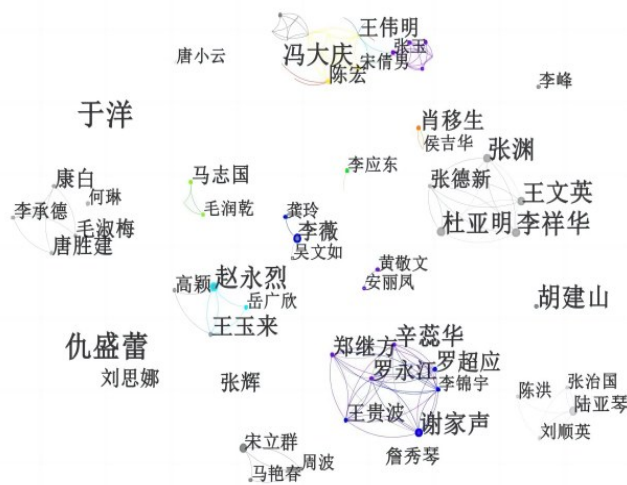 王伟明
唐小云
冯大庆
张玉
宋倩男
陈宏
李峰
于洋
肖移生
侯吉华
张渊
康白
马志国
李应东
张德新
何琳
王文英
李承德
毛淑梅
毛润乾
龚玲
李薇
杜亚明
李祥华
唐胜建
吴文如
黄敬文
赵永烈
高颖
安丽凤
岳广欣
胡建山
王玉来
仇盛蕾
辛蕊华
郑继方
罗超应
刘思娜
张辉
罗永江
李锦宇
陈洪
张治国
陆亚琴
王贵波
谢家声
刘顺英
宋立群
詹秀琴
周波
马艳春